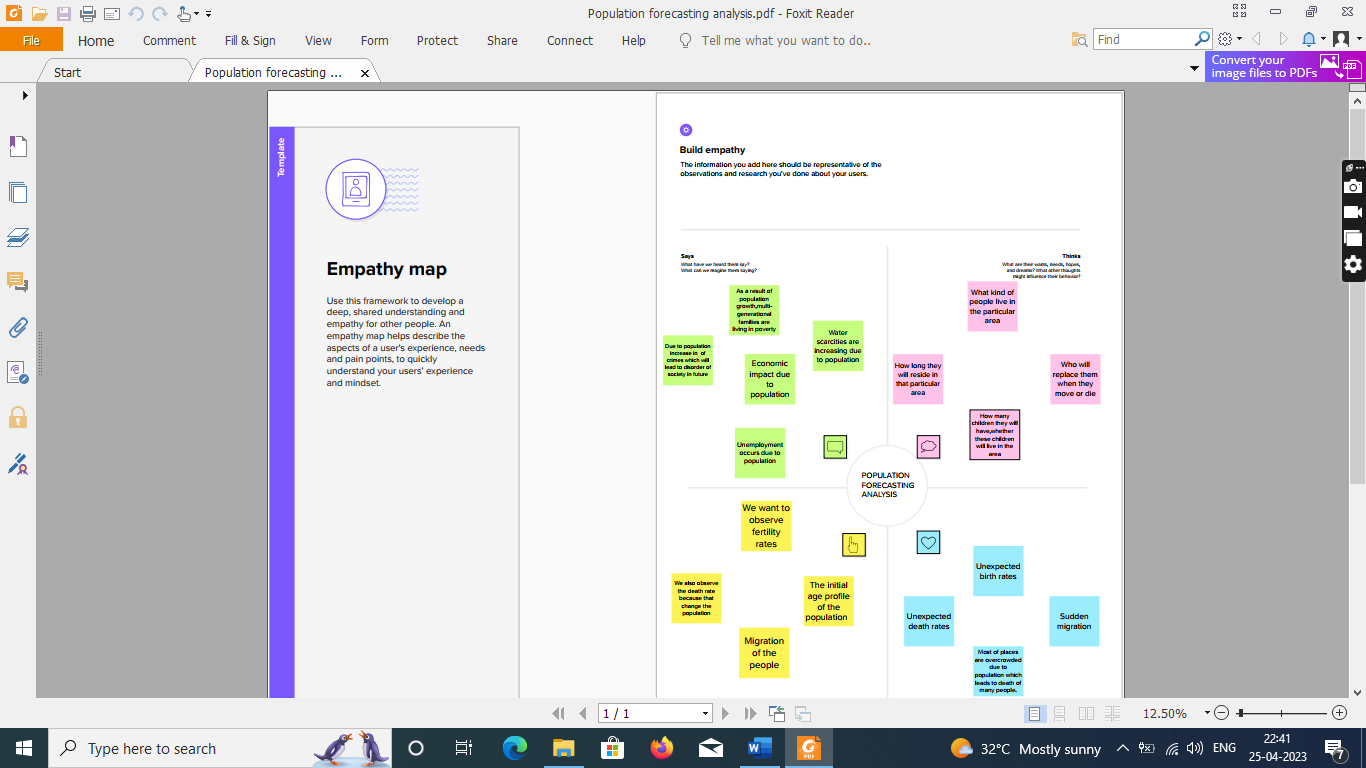 Population forecasting analysis.pdf - Foxit Reader
File
Home
Comment
Fill & Sign
View
Form
Protect
Share
Connect
Help
Tell me what you want to do..
Find
Start
Population forecasting ...
Convert your
image files to PDFs
Template
Empathy map
Use this framework to develop a
deep, shared understanding and
empathy for other people. An
empathy map helps describe the
aspects of a user's experience, needs
and pain points, to quickly
understand your users' experience
and mindset.
Build empathy
The information you add here should be representative of the
observations and research you've done about your users.
Says
What have we heard them say?
What can we magine them saying?
Thinks
What are their wants, needs, hopes,
and dreams? What other thoughts
might influence their behavior?
As a result of
population
growth,multi-
generational
families are
living in poverty
Water
scarcities are
increasing due
to population
Due to population
increase in of
crimes which will
lead to disorder of
society in future
Economic
impact due
to
population
Unemployment
occurs due to
population
What kind of
people live in
the particular
area
How long they
will reside in
that particular
area
Who will
replace them
when they
move or die
How many
children they will
have,whether
these children
will live in the
area
POPULATION
FORECASTING
ANALYSIS
We want to
observe
fertility
rates
We also observe
the death rate
because that
change the
population
The initial
age profile
of the
population
Migration
of the
people
Unexpected
birth rates
Unexpected
death rates
Sudden
migration
Most of places
are overcrowded
due to
population which
leads to death of
many people.
1 / 1
12.50%
Type here to search
32°C Mostly sunny
ENG
22:41
25-04-2023
7